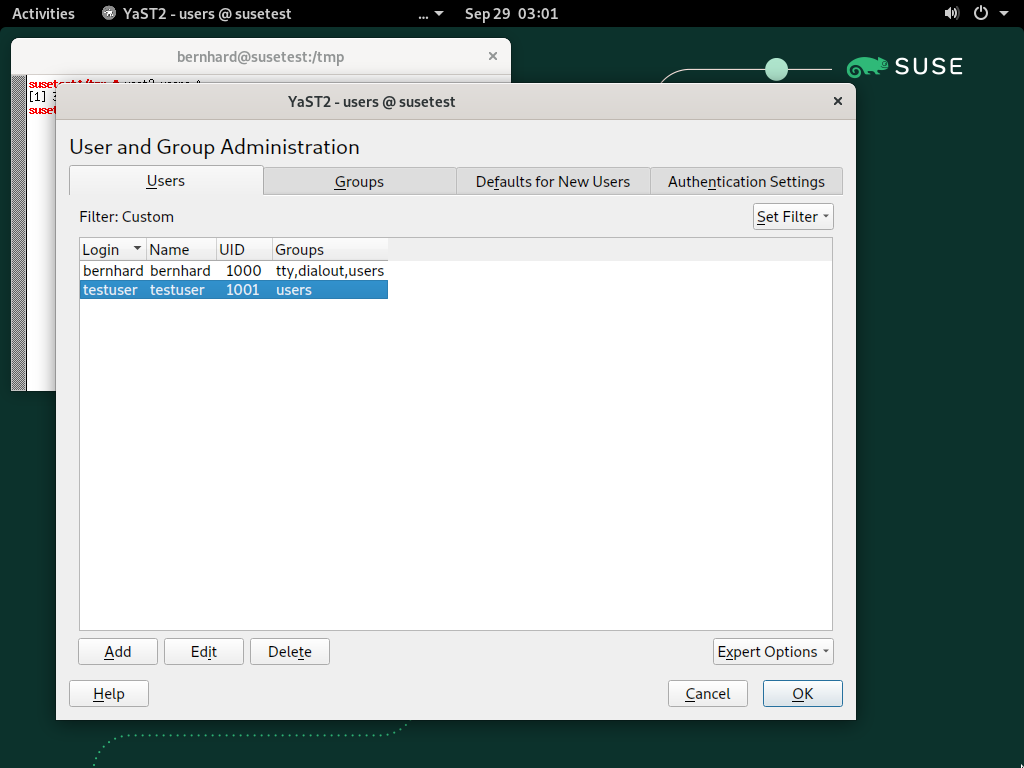 Activities YaST2 - users @ susetest ... Sep 29 03:01
bernhard@susetest:/tmp
SUSE
[1] 3
suset
YaST2 - users @ susetest
User and Group Administration
Users Groups Defaults for New Users Authentication Settings
Filter: Custom Set Filter
Login Name UID Groups
bernhard bernhard 1000 tty,dialout,users
testuser testuser 1001 users
Add Edit Delete Expert Options
Help Cancel OK